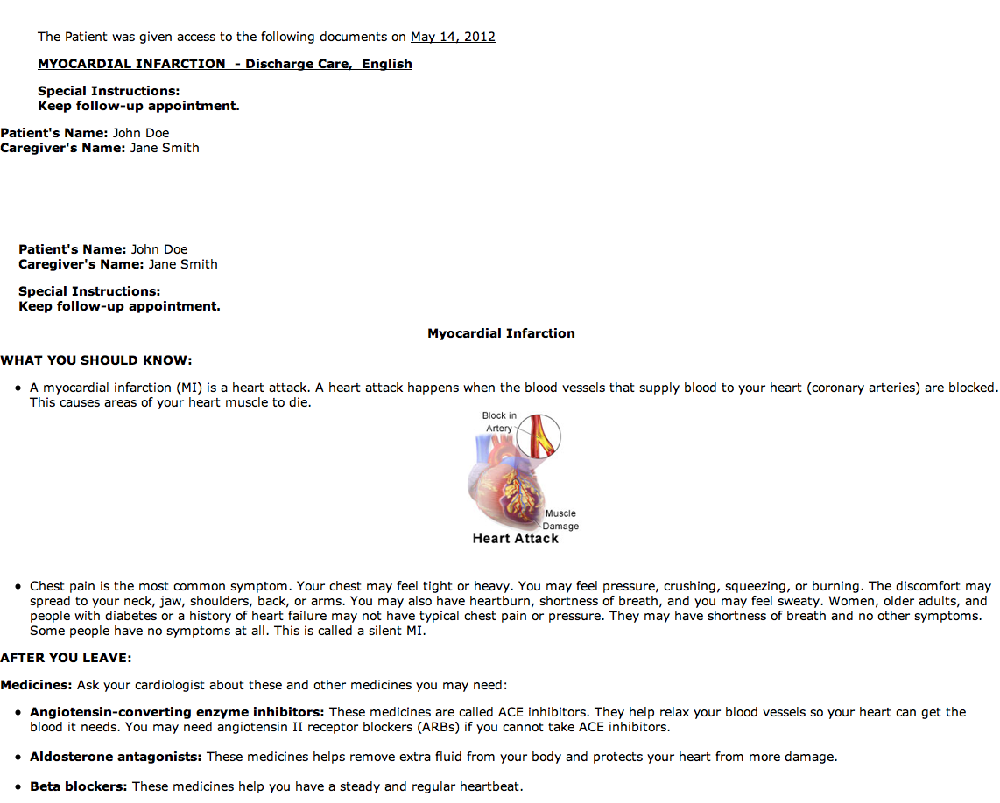 The Patient was given access to the following documents on May 14, 2012
MYOCARDIAL INFARCTION - Discharge Care, English
Special Instructions:
Keep follow-up appointment.
Patient's Name: John Doe
Caregiver's Name: Jane Smith
Patient's Name: John Doe
Caregiver's Name: Jane Smith
Special Instructions:
Keep follow-up appointment.
Myocardial Infarction
WHAT YOU SHOULD KNOW:
• A myocardial infarction (MI) is a heart attack. A heart attack happens when the blood vessels that supply blood to your heart (coronary arteries) are blocked.
This causes areas of your heart muscle to die.
Block in
Artery
Muscle
Damage
Heart Attack
• Chest pain is the most common symptom. Your chest may feel tight or heavy. You may feel pressure, crushing, squeezing, or burning. The discomfort may
spread to your neck, jaw, shoulders, back, or arms. You may also have heartburn, shortness of breath, and you may feel sweaty. Women, older adults, and
people with diabetes or a history of heart failure may not have typical chest pain or pressure. They may have shortness of breath and no other symptoms.
Some people have no symptoms at all. This is called a silent MI.
AFTER YOU LEAVE:
Medicines: Ask your cardiologist about these and other medicines you may need:
• Angiotensin-converting enzyme inhibitors: These medicines are called ACE inhibitors. They help relax your blood vessels so your heart can get the
blood it needs. You may need angiotensin II receptor blockers (ARBs) if you cannot take ACE inhibitors.
• Aldosterone antagonists: These medicines helps remove extra fluid from your body and protects your heart from more damage.
• Beta blockers: These medicines help you have a steady and regular heartbeat.